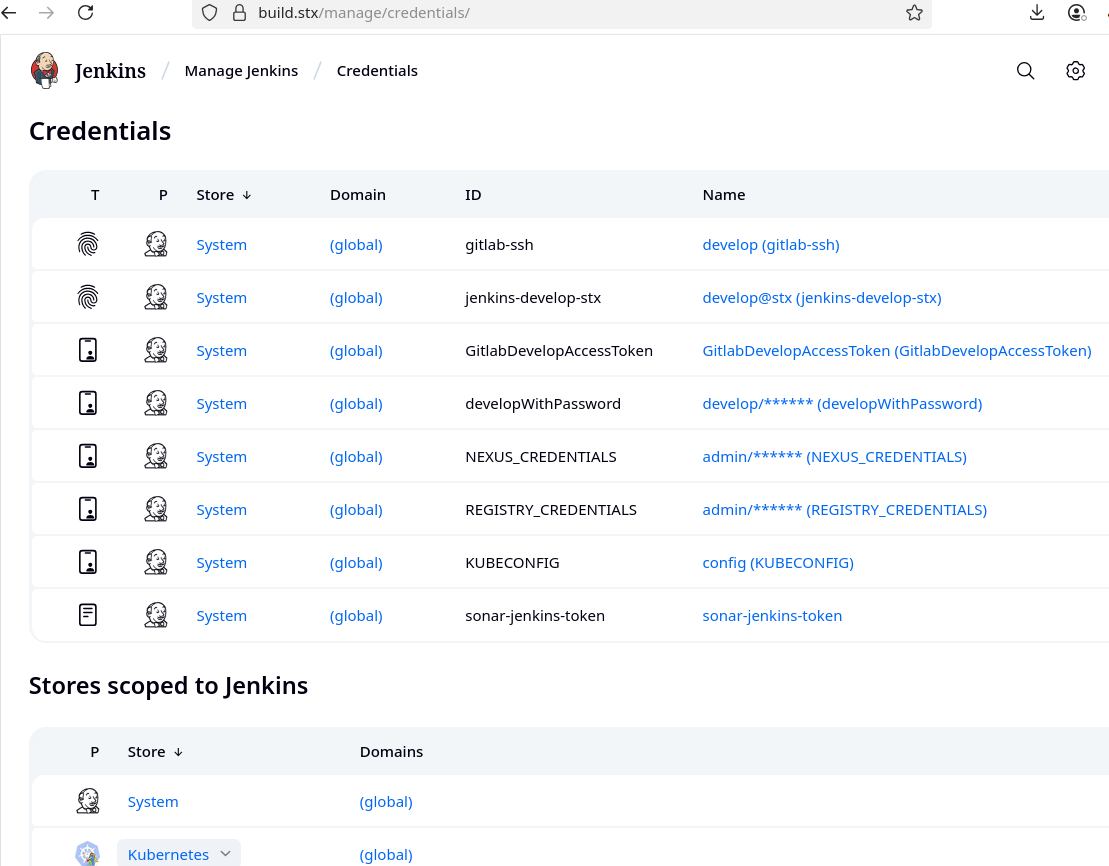 build.stx/manage/credentials/
Jenkins / Manage Jenkins / Credentials
Credentials
T P Store ↓ Domain ID Name
System (global) gitlab-ssh develop (gitlab-ssh)
System (global) jenkins-develop-stx develop@stx (jenkins-develop-stx)
System (global) GitlabDevelopAccessToken GitlabDevelopAccessToken (GitlabDevelopAccessToken)
System (global) developWithPassword develop/****** (developWithPassword)
System (global) NEXUS_CREDENTIALS admin/****** (NEXUS_CREDENTIALS)
System (global) REGISTRY_CREDENTIALS admin/****** (REGISTRY_CREDENTIALS)
System (global) KUBECONFIG config (KUBECONFIG)
System (global) sonar-jenkins-token sonar-jenkins-token
Stores scoped to Jenkins
P Store ↓ Domains
System (global)
Kubernetes (global)